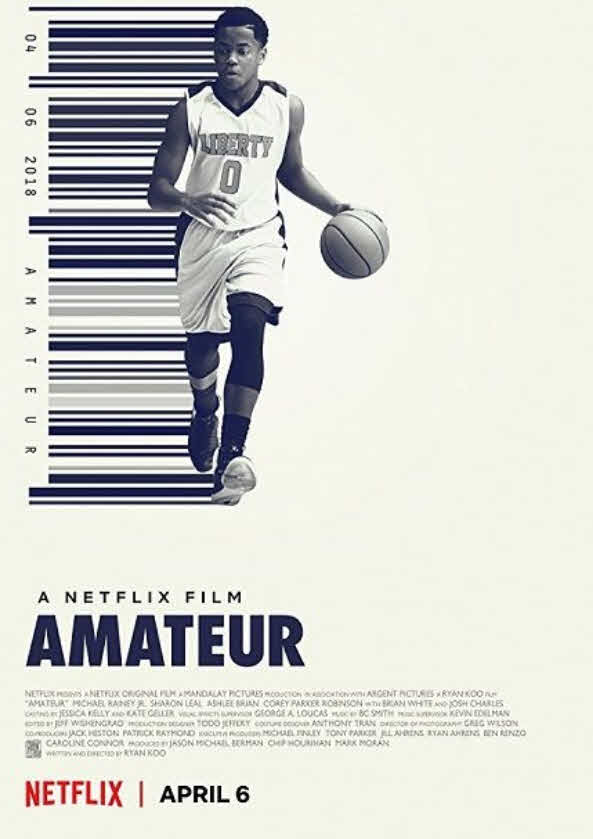 04 06 2018 AMATEUR
LIBERTY
0
A NETFLIX FILM
AMATEUR
NETFLIX PRESENTS A NETFLIX ORIGINAL FILM A MANDALAY PICTURES PRODUCTION IN ASSOCIATION WITH ARGENT PICTURES A RYAN KOO FILM
"AMATEUR" MICHAEL RAINEY JR. SHARON LEAL ASHLEE BRIAN COREY PARKER ROBINSON WITH BRIAN WHITE AND JOSH CHARLES
CASTING BY JESSICA KELLY AND KATE GELLER VISUAL EFFECTS SUPERVISOR GEORGE A. LOUCAS MUSIC BY BC SMITH MUSIC SUPERVISOR KEVIN EDELMAN
EDITED BY JEFF WISHENGRAD PRODUCTION DESIGNER TODD JEFFERY COSTUME DESIGNER ANTHONY TRAN DIRECTOR OF PHOTOGRAPHY GREG WILSON
CO-PRODUCERS JACK HESTON PATRICK RAYMOND EXECUTIVE PRODUCERS MICHAEL FINLEY TONY PARKER JILL AHRENS RYAN AHRENS BEN RENZO
CAROLINE CONNOR PRODUCED BY JASON MICHAEL BERMAN CHIP HOURIHAN MARK MORAN
WRITTEN AND DIRECTED BY RYAN KOO
NETFLIX | APRIL 6